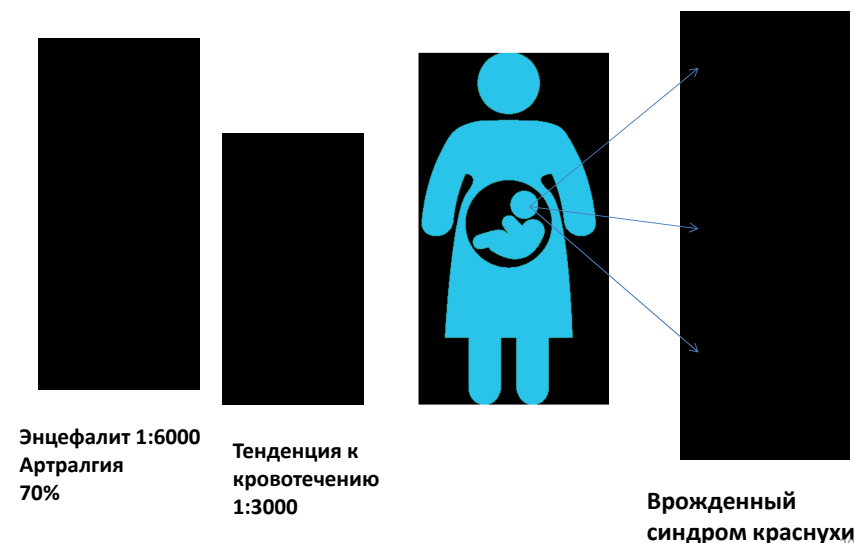 Энцефалит 1:6000
Артралгия
70%
Тенденция к
кровотечению
1:3000
Врожденный
синдром краснухи